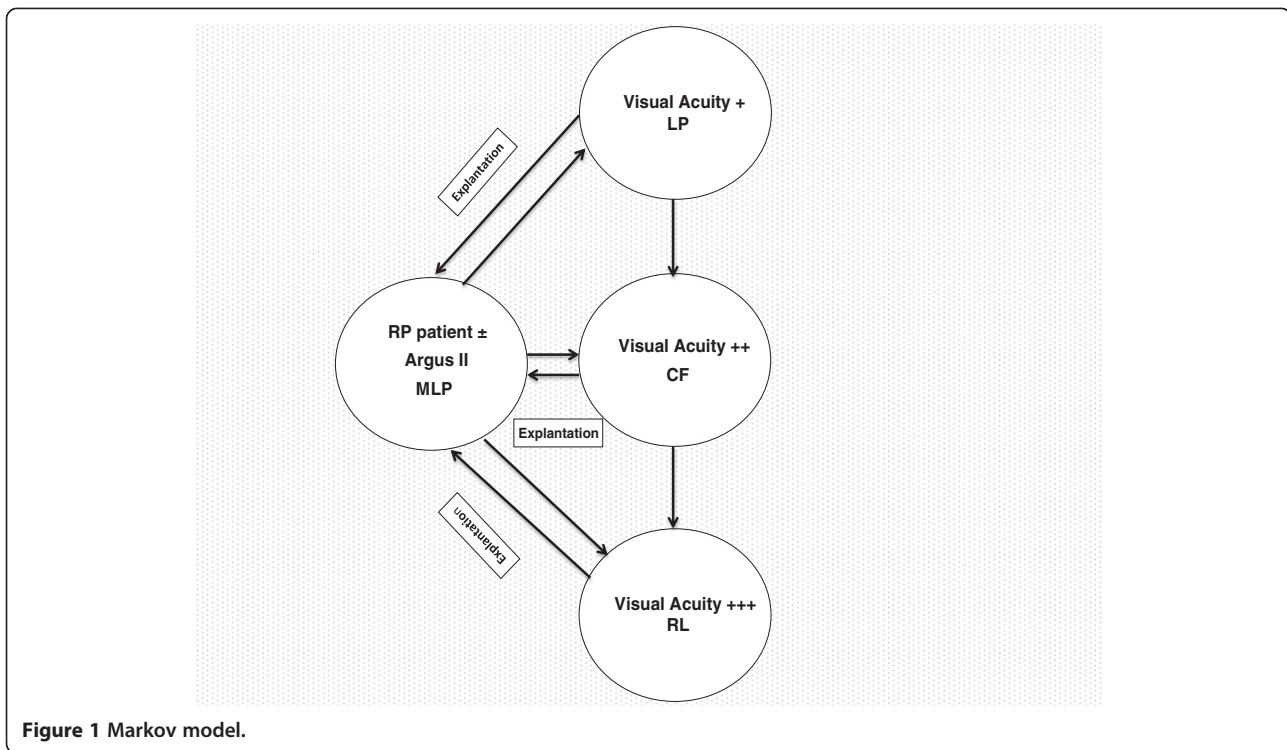 Visual Acuity +
LP
Explantation
RP patient ±
Argus II
MLP
Visual Acuity ++
CF
Explantation
Explantation
Visual Acuity +++
RL
Figure 1 Markov model.